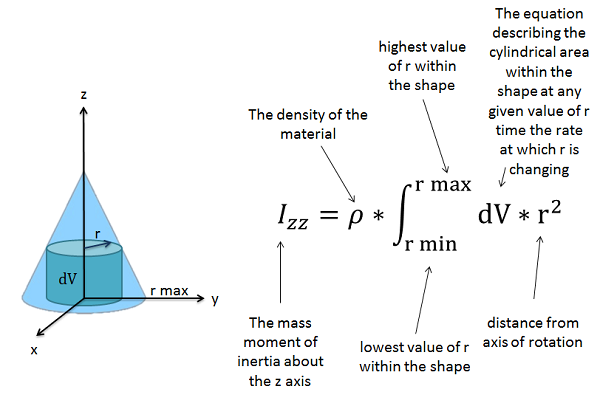 z
r
dV
r max
y
x
The density of the
material
highest value
of r within
the shape
The equation
describing the
cylindrical area
within the
shape at any
given value of r
time the rate
at which r is
changing
I_zz = ρ * ∫ r max r min dV * r²
The mass
moment of
inertia about
the z axis
lowest value of r
within the shape
distance from
axis of rotation